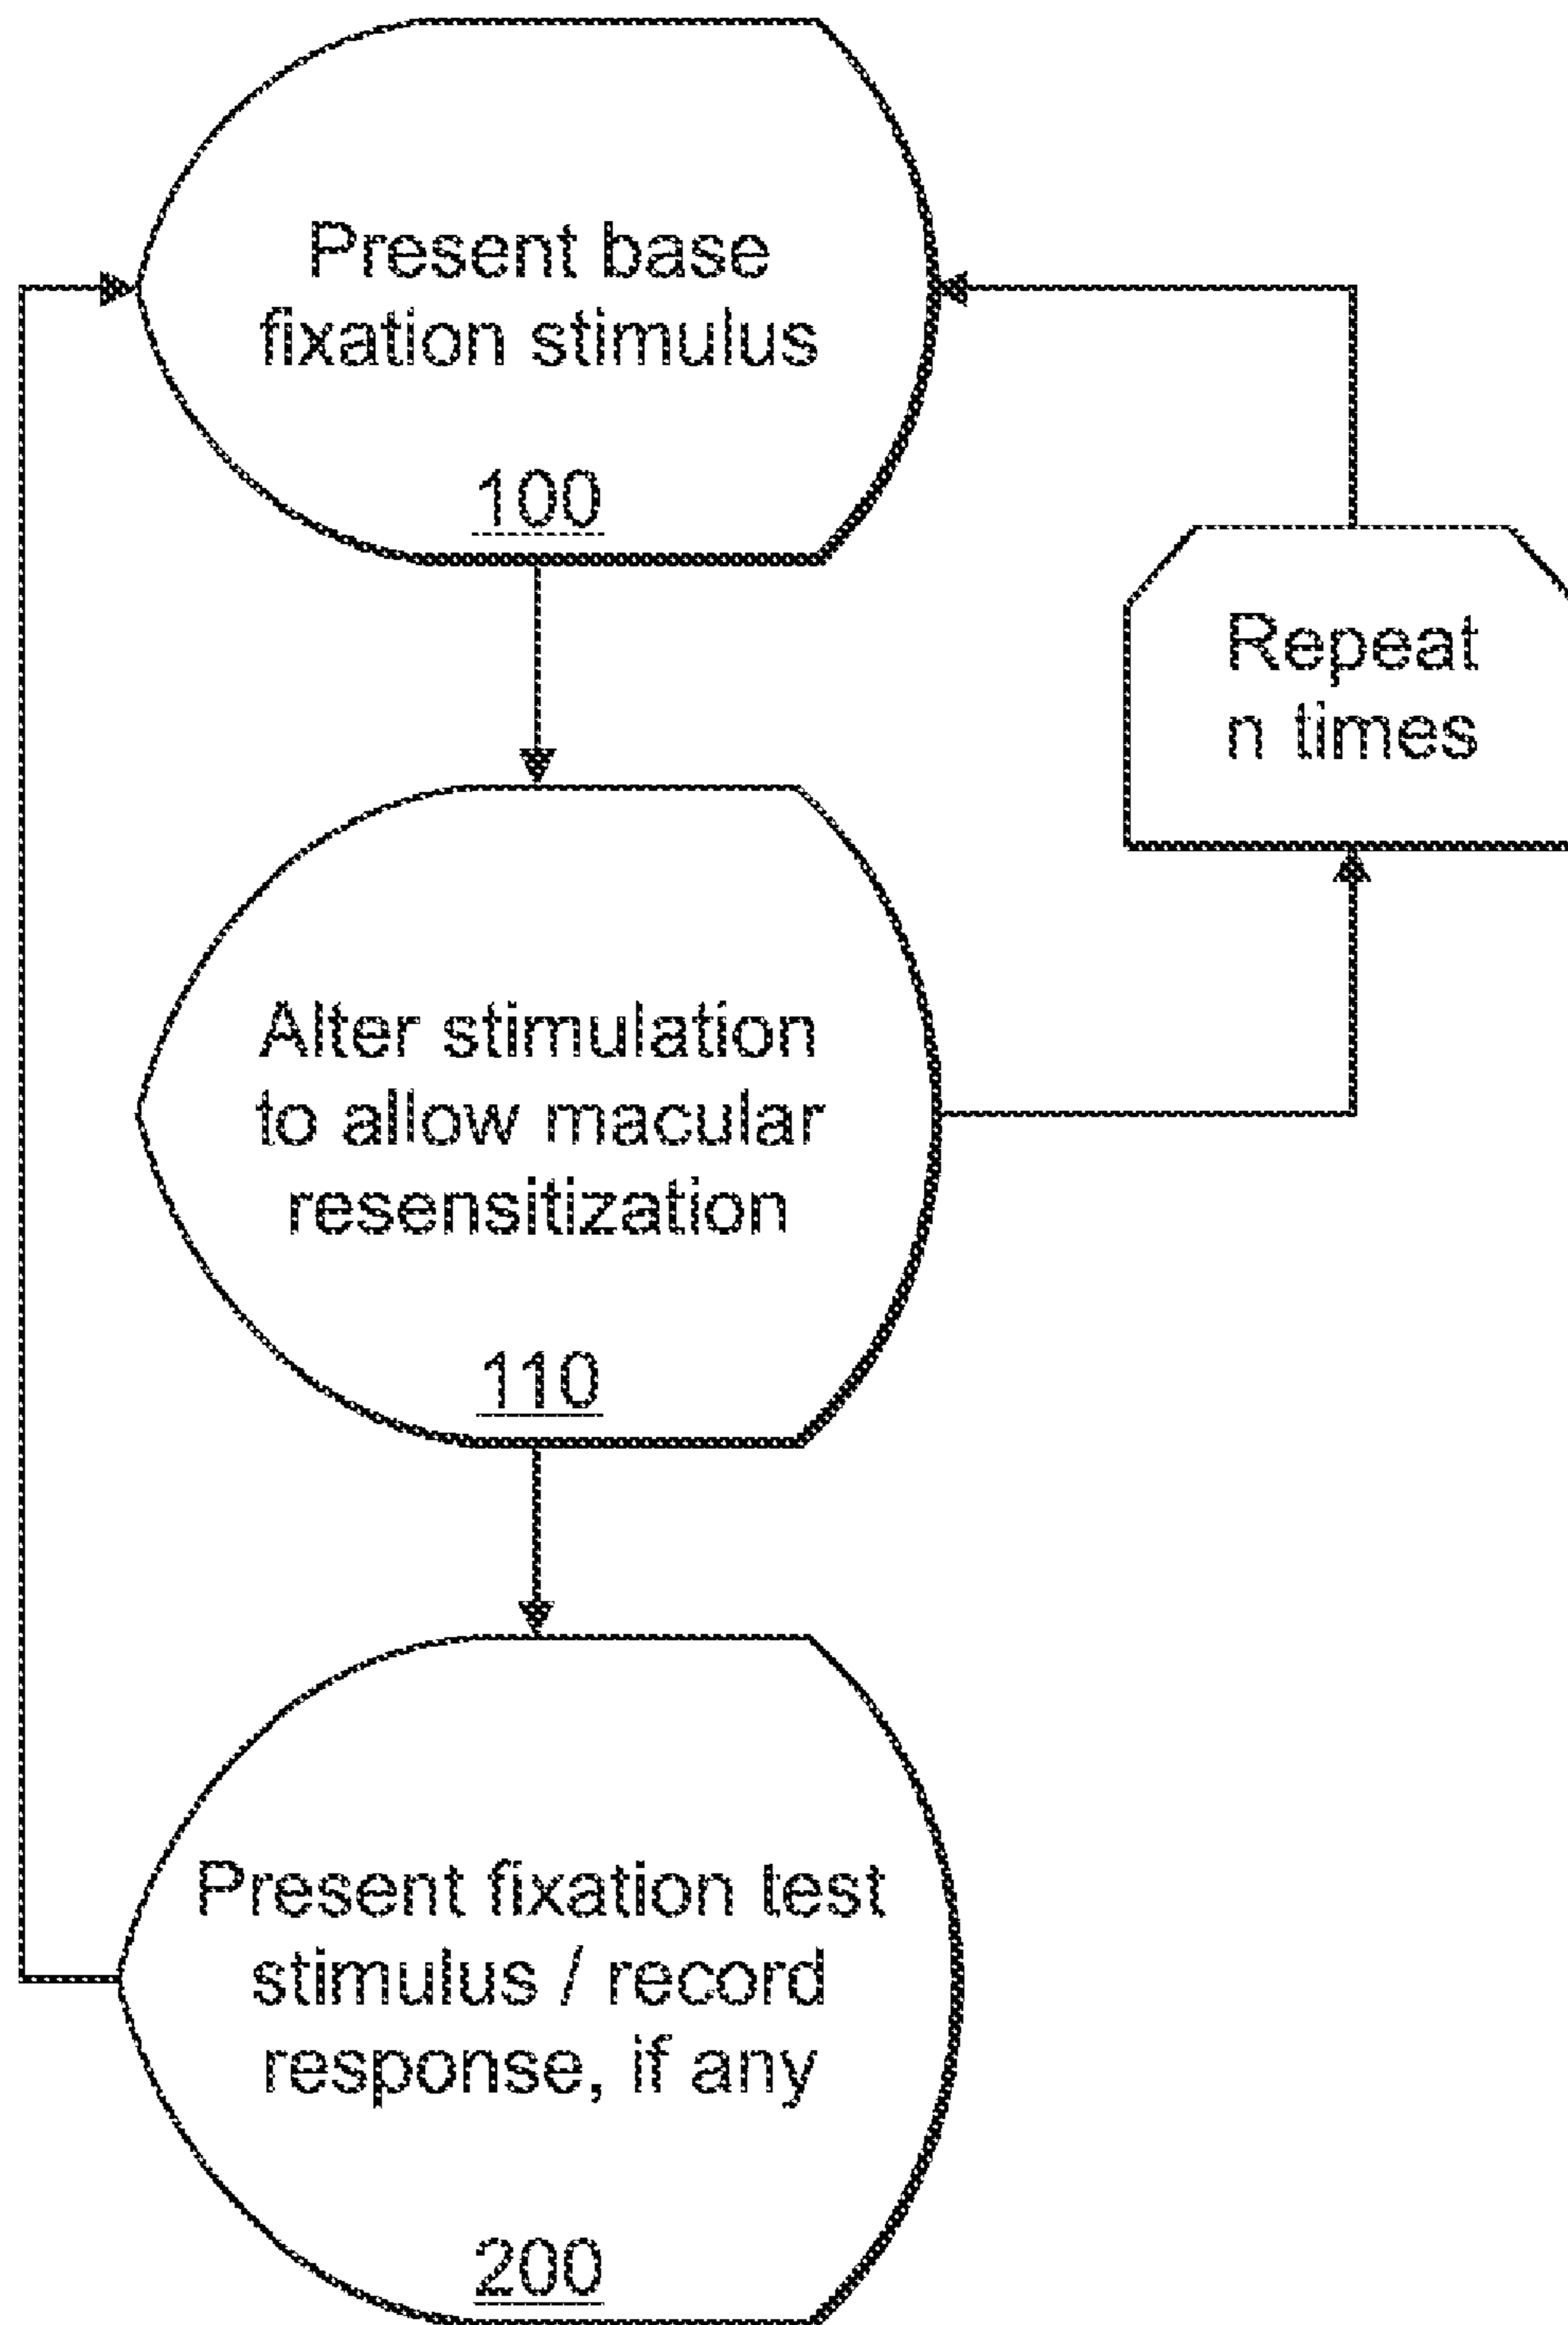 Present base
fixation stimulus
100
Repeat
n times
Alter stimulation
to allow macular
resensitization
110
Present fixation test
stimulus / record
response, if any
200